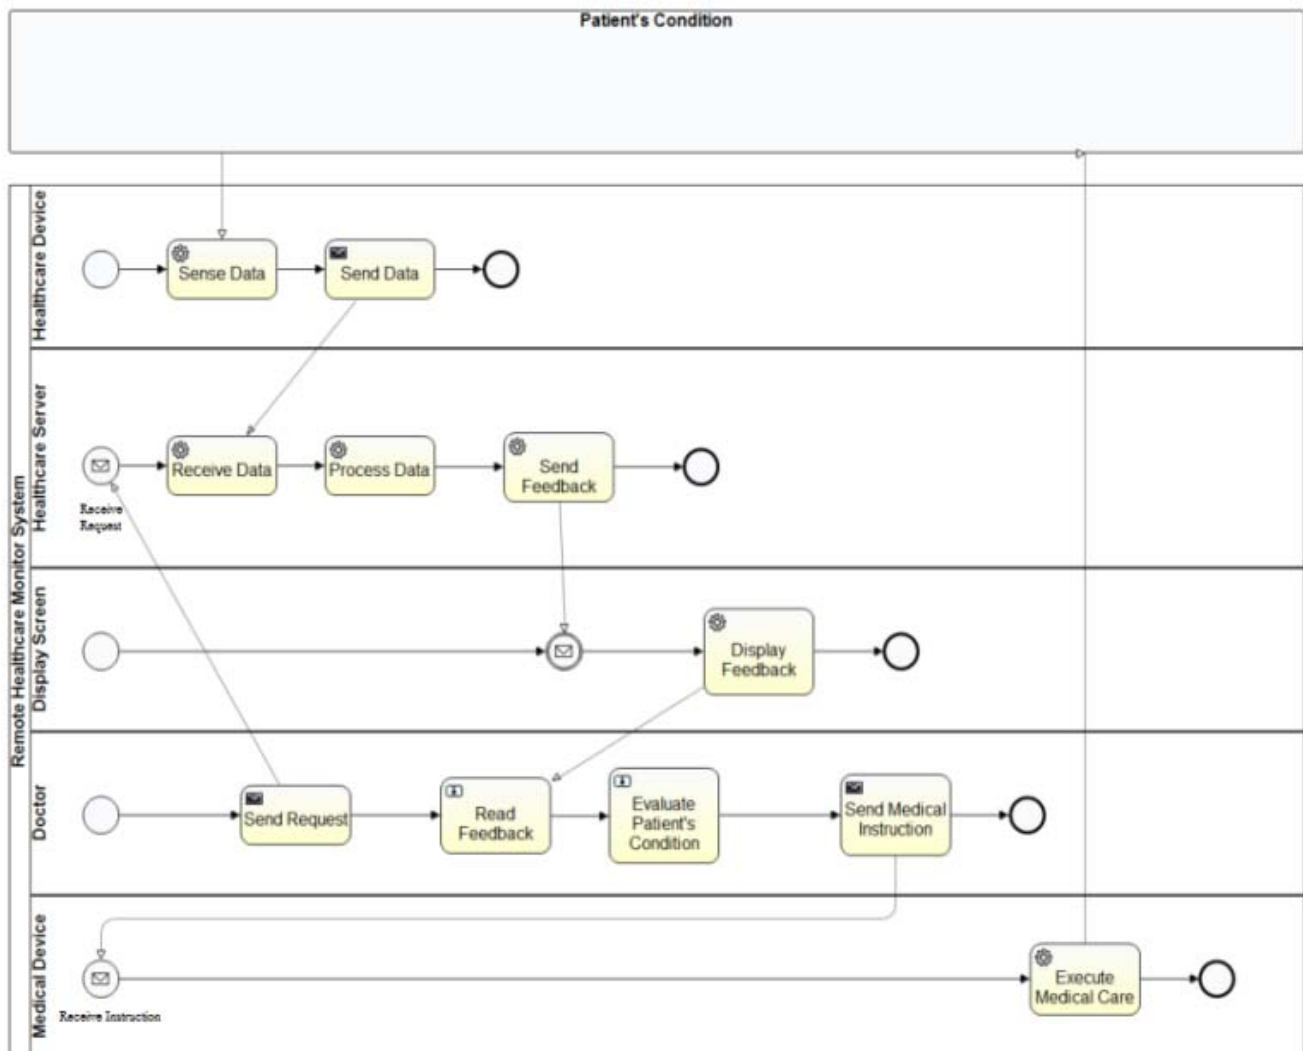 Patient's Condition
Remote Healthcare Monitor System
Healthcare Device
Sense Data
Send Data
Healthcare Server
Receive
Request
Receive Data
Process Data
Send
Feedback
Display Screen
Display
Feedback
Doctor
Send Request
Read
Feedback
Evaluate
Patient's
Condition
Send Medical
Instruction
Medical Device
Receive Instruction
Execute
Medical Care